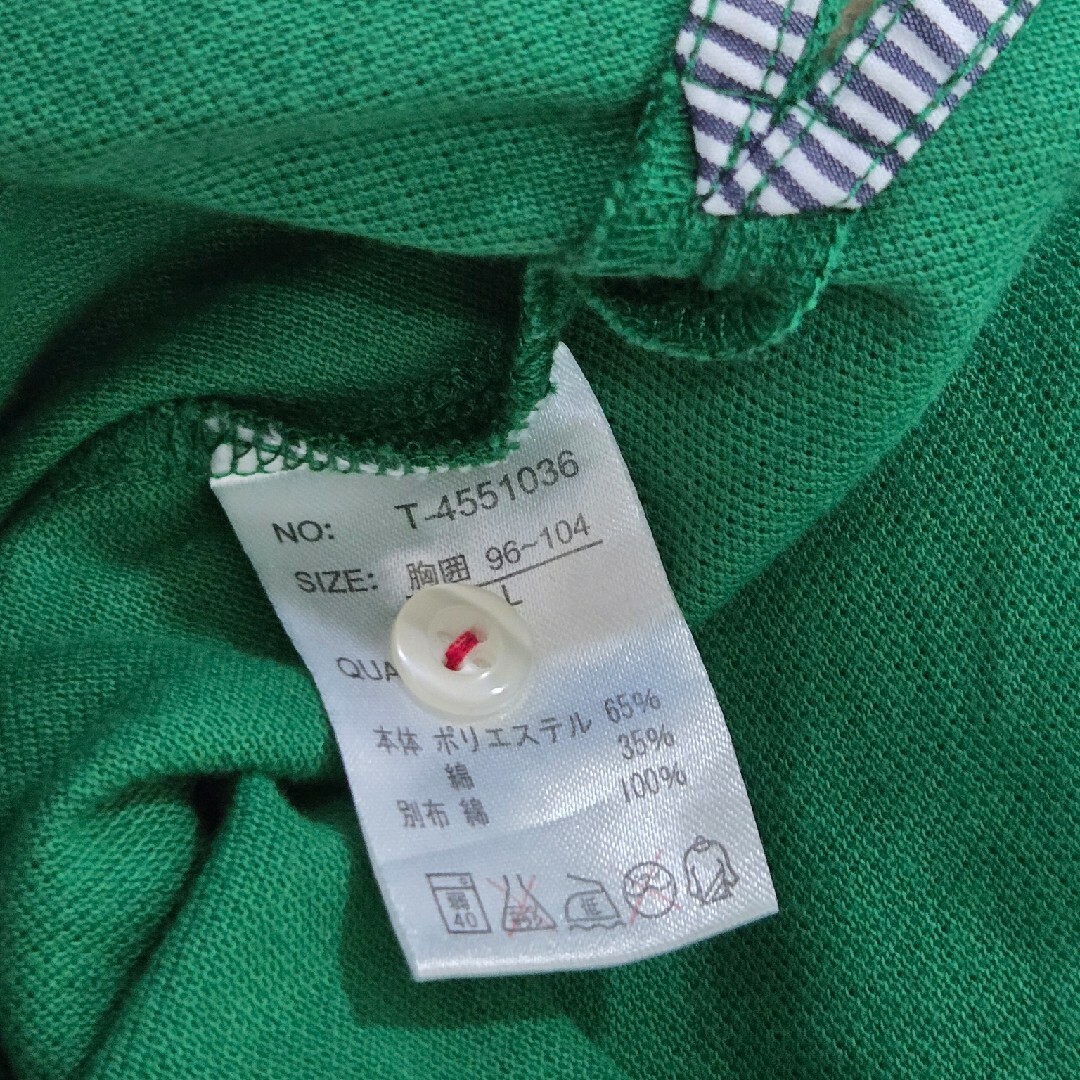 NO: T-4551036
SIZE: 胸囲 96~104
L
QUA
本体 ポリエステル 65%
綿 35%
別布 綿 100%
40